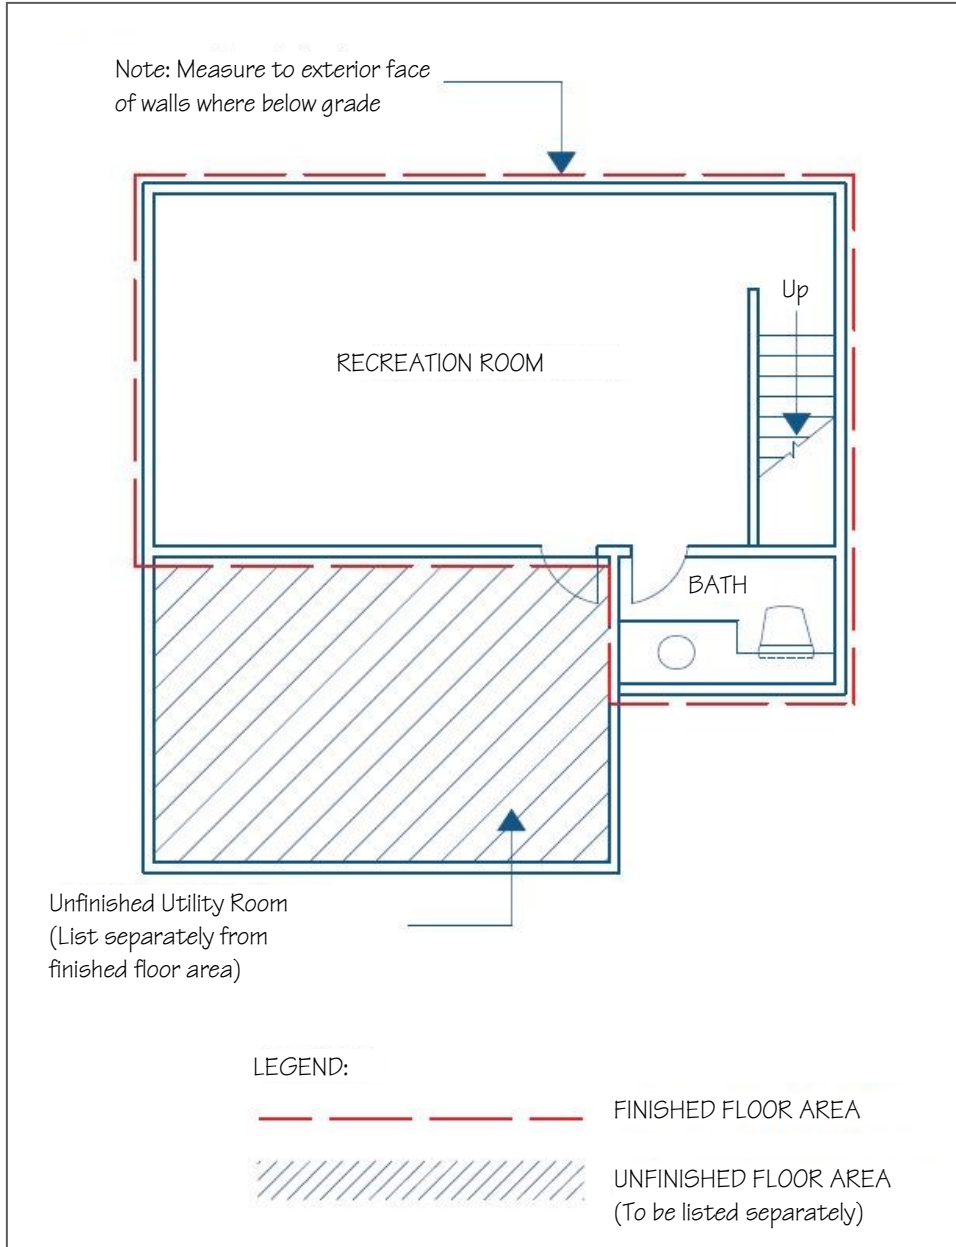 Note: Measure to exterior face
of walls where below grade
Up
RECREATION ROOM
BATH
Unfinished Utility Room
(List separately from
finished floor area)
LEGEND:
FINISHED FLOOR AREA
UNFINISHED FLOOR AREA
(To be listed separately)